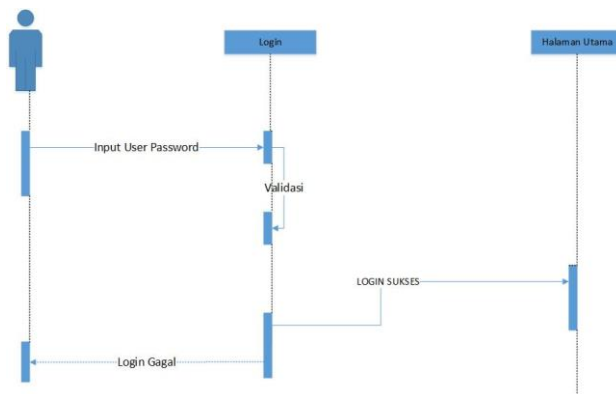 Login
Halaman Utama
Input User Password
Validasi
LOGIN SUKSES
Login Gagal